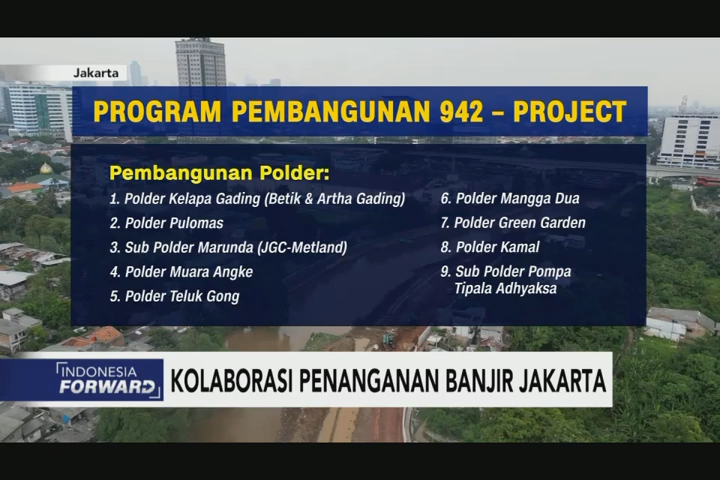 Jakarta
PROGRAM PEMBANGUNAN 942 – PROJECT
Pembangunan Polder:
1. Polder Kelapa Gading (Betik & Artha Gading)
2. Polder Pulomas
3. Sub Polder Marunda (JGC-Metland)
4. Polder Muara Angke
5. Polder Teluk Gong
6. Polder Mangga Dua
7. Polder Green Garden
8. Polder Kamal
9. Sub Polder Pompa
Tipala Adhyaksa
INDONESIA
FORWARD
KOLABORASI PENANGANAN BANJIR JAKARTA